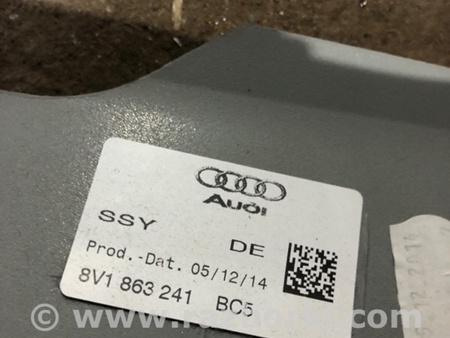 Audi
SSY DE
Prod.-Dat. 05/12/14
8V1 863 241 BC5